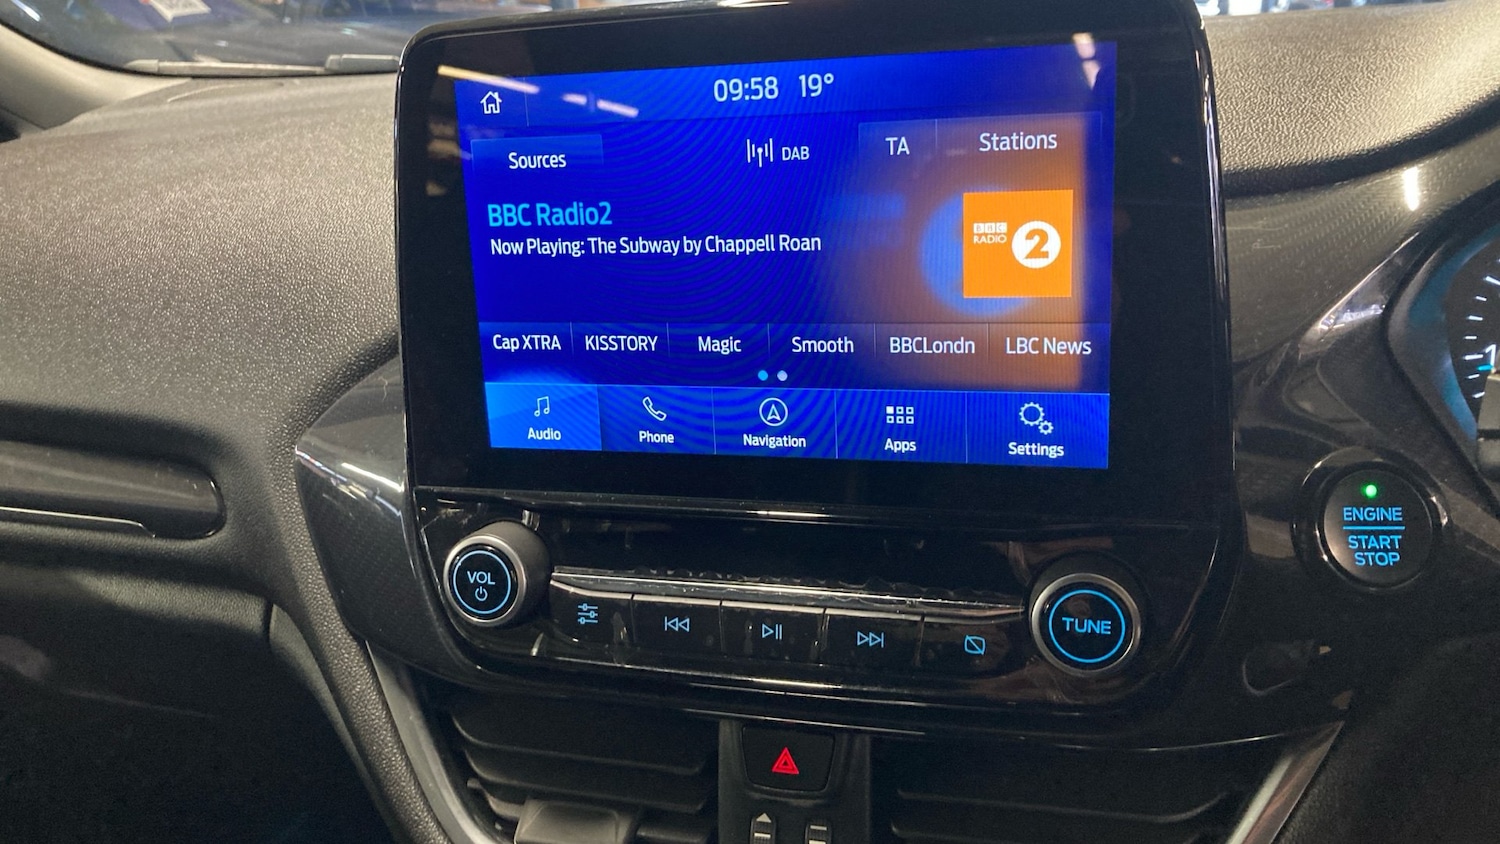 09:58 19°
Sources
DAB
TA
Stations
BBC Radio2
Now Playing: The Subway by Chappell Roan
BBC
RADIO
2
Cap XTRA
KISSTORY
Magic
Smooth
BBCLondn
LBC News
Audio
Phone
Navigation
Apps
Settings
VOL
TUNE
ENGINE
START
STOP